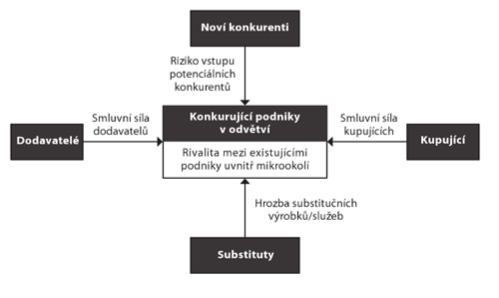 Noví konkurenti
Riziko vstupu
potenciálních
konkurentů
Smluvní síla
dodavatelů
Konkurující podniky
v odvětví
Smluvní síla
kupujících
Dodavatelé
Rivalita mezi existujícími
podniky uvnitř mikrookolí
Kupující
Hrozba substitučních
výrobků/služeb
Substituty